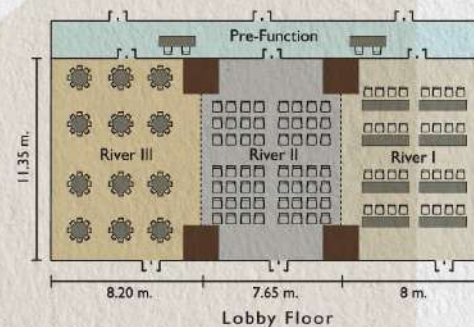 Pre-Function
River III
River II
River I
11.35 m.
8.20 m.
7.65 m.
8 m.
Lobby Floor